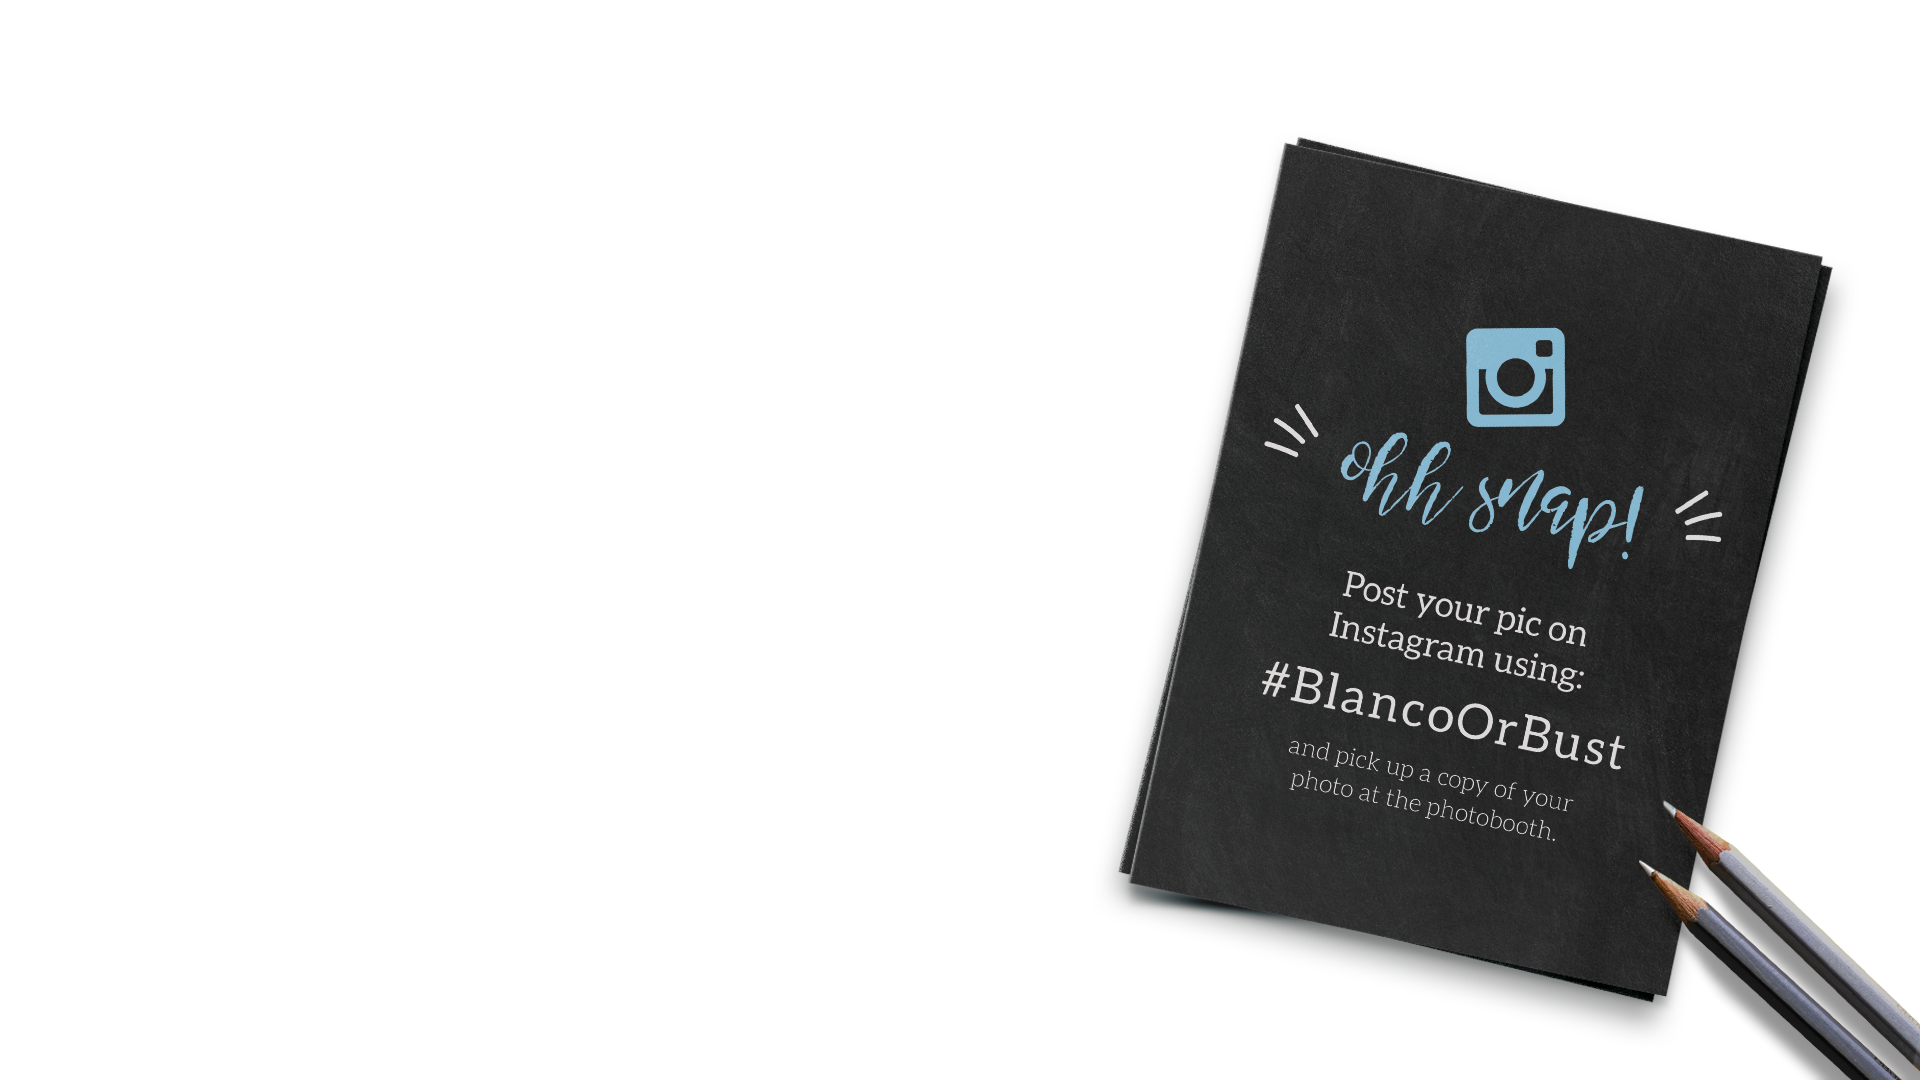 ohh snap!
Post your pic on
Instagram using:
#BlancoOrBust
and pick up a copy of your
photo at the photobooth.